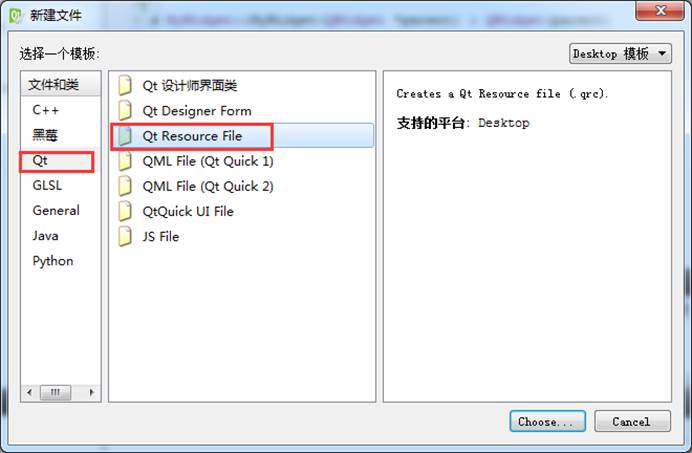 新建文件
选择一个模板:
Desktop 模板
文件和类
C++
黑莓
Qt
GLSL
General
Java
Python
Qt 设计师界面类
Qt Designer Form
Qt Resource File
QML File (Qt Quick 1)
QML File (Qt Quick 2)
QtQuick UI File
JS File
Creates a Qt Resource file (.qrc).
支持的平台: Desktop
Choose...
Cancel